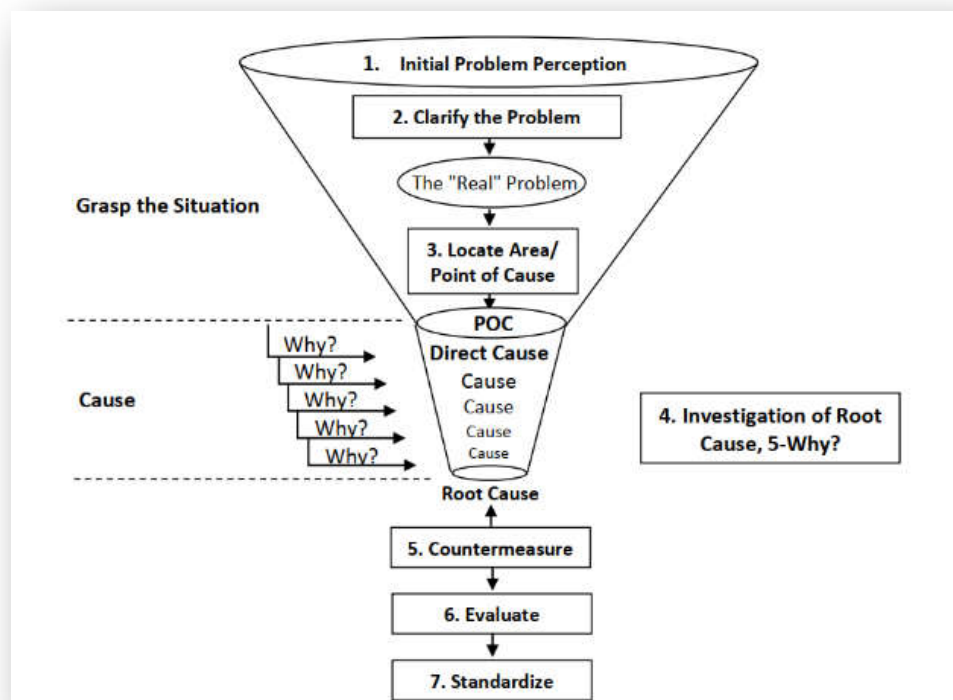 1. Initial Problem Perception
2. Clarify the Problem
The "Real" Problem
Grasp the Situation
3. Locate Area/
Point of Cause
POC
Direct Cause
Cause
Cause
Cause
Cause
Why?
Why?
Why?
Why?
Why?
Cause
4. Investigation of Root
Cause, 5-Why?
Root Cause
5. Countermeasure
6. Evaluate
7. Standardize